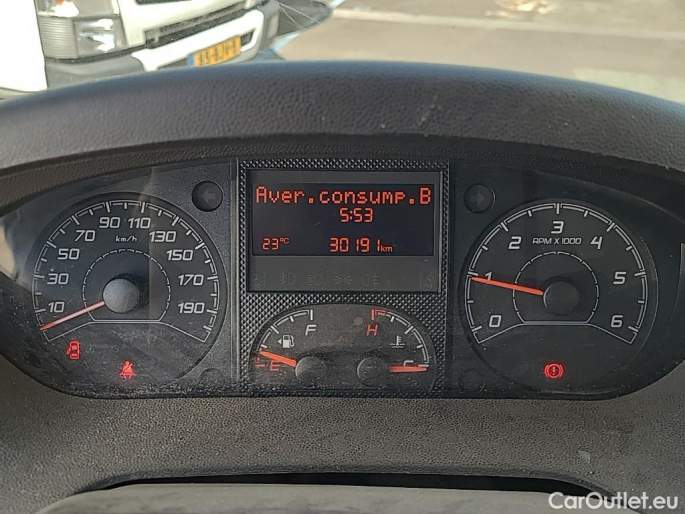 Aver.consump.B
5:53
23°C 30191km
10 30 50 70 90 110 130 150 170 190
km/h
0 1 2 3 4 5 6
RPM X 1000
F
E
H
C
CarOutlet.eu